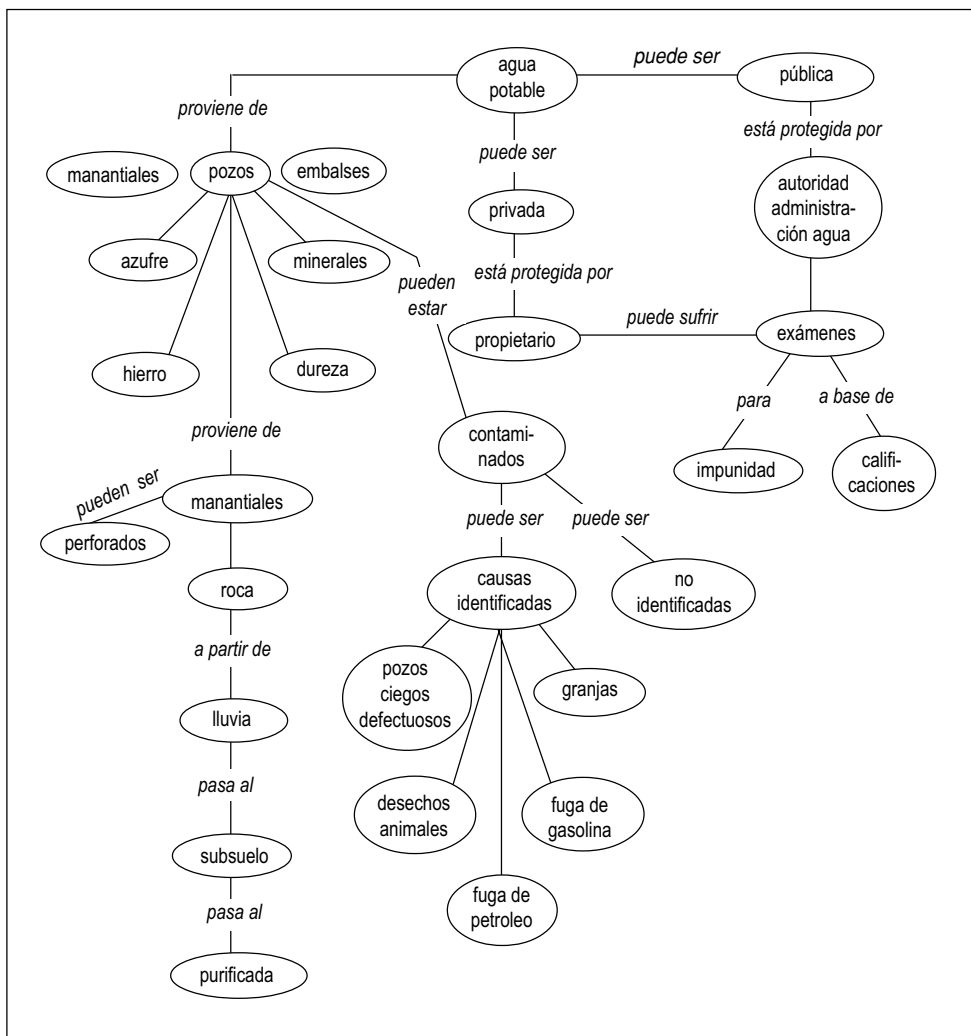 agua
potable
puede ser
pública
proviene de
está protegida por
puede ser
manantiales
pozos
embalses
autoridad
administra-
ción agua
privada
azufre
minerales
pueden
estar
está protegida por
propietario
puede sufrir
exámenes
hierro
dureza
para
a base de
proviene de
contami-
nados
impunidad
califi-
caciones
pueden ser
manantiales
perforados
puede ser
puede ser
roca
causas
identificadas
no
identificadas
a partir de
pozos
ciegos
defectuosos
granjas
lluvia
pasa al
desechos
animales
fuga de
gasolina
subsuelo
fuga de
petroleo
pasa al
purificada